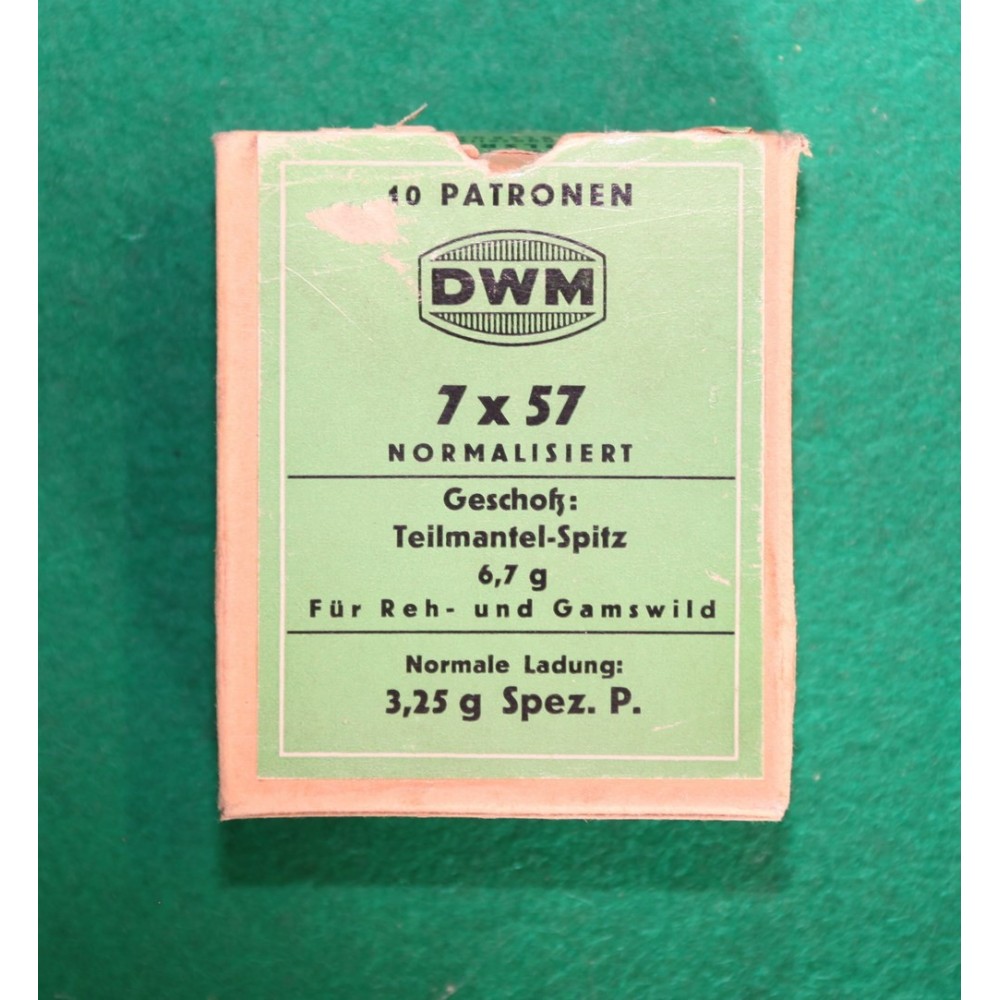 10 PATRONEN
DWM
7 x 57
NORMALISIERT
Geschoß:
Teilmantel-Spitz
6,7 g
Für Reh- und Gamswild
Normale Ladung:
3,25 g Spez. P.